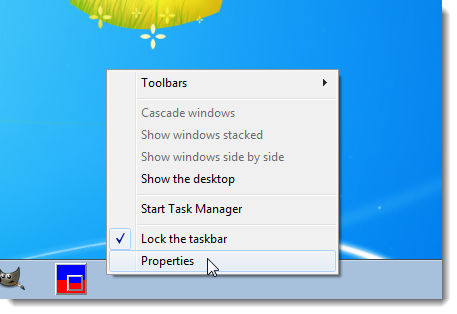 Toolbars
Cascade windows
Show windows stacked
Show windows side by side
Show the desktop
Start Task Manager
Lock the taskbar
Properties